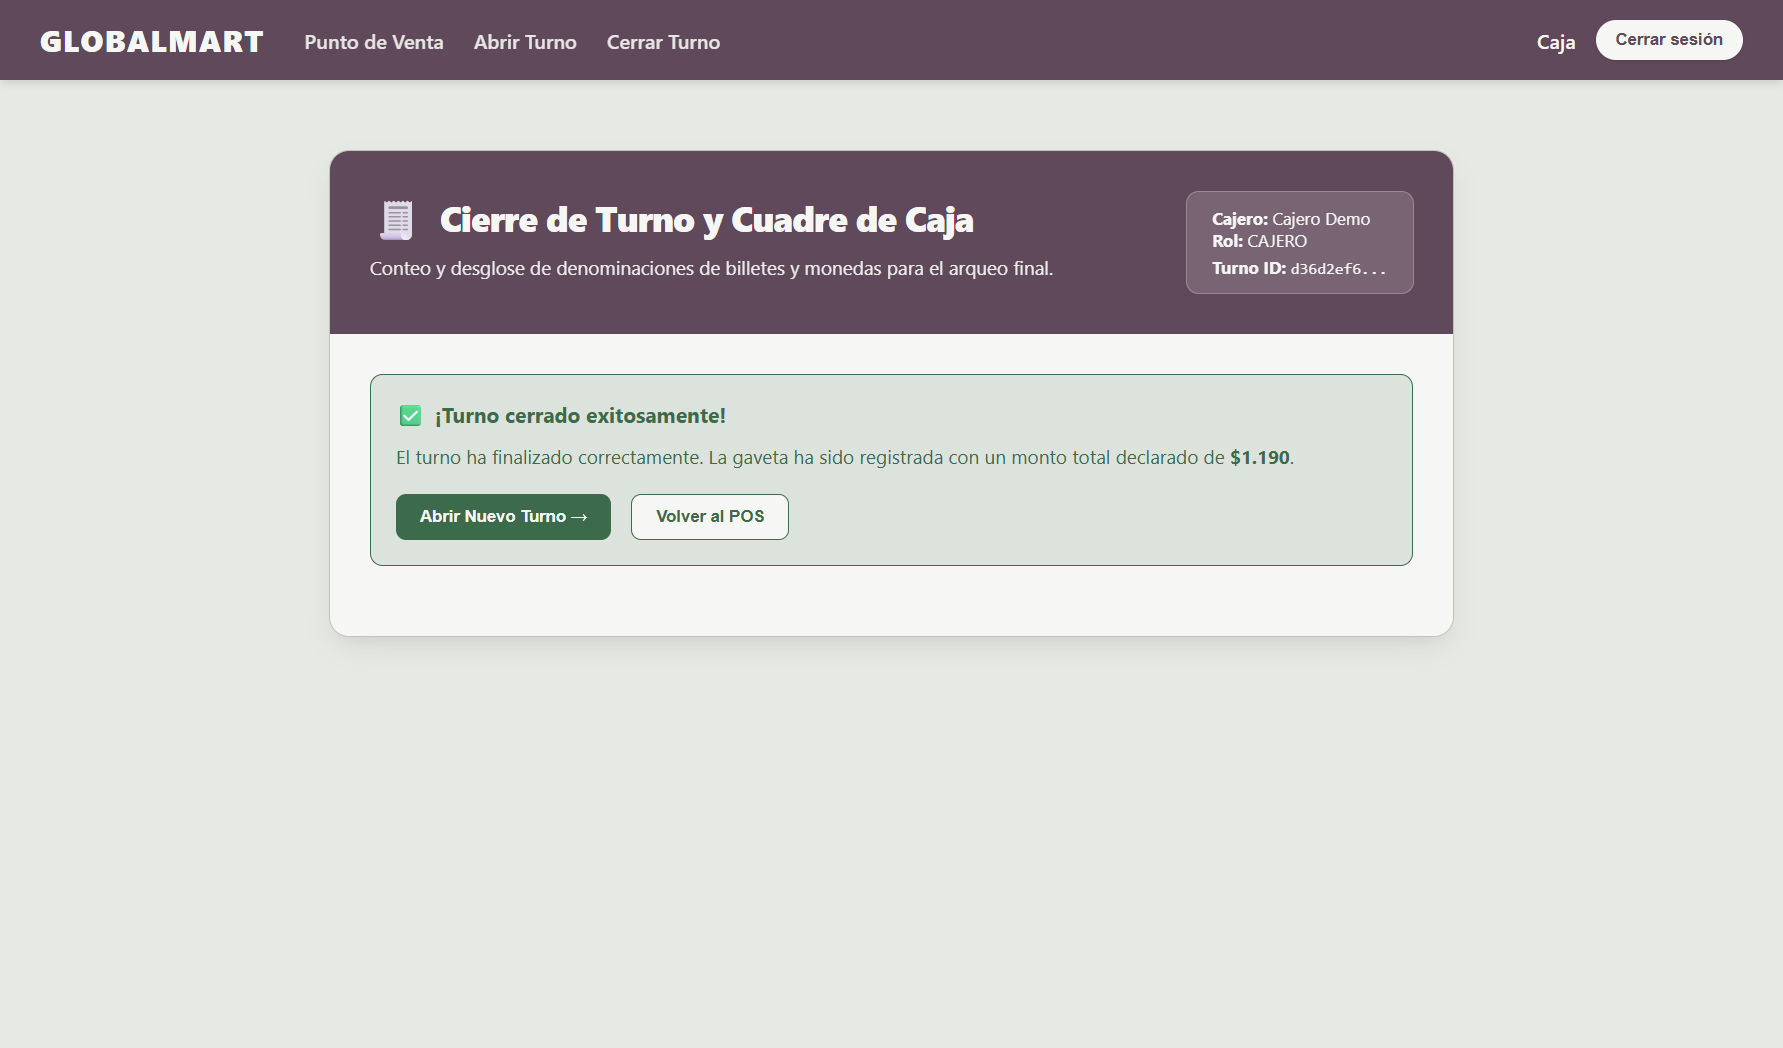 GLOBALMART
Punto de Venta
Abrir Turno
Cerrar Turno
Caja
Cerrar sesión
Cierre de Turno y Cuadre de Caja
Conteo y desglose de denominaciones de billetes y monedas para el arqueo final.
Cajero: Cajero Demo
Rol: CAJERO
Turno ID: d36d2ef6...
¡Turno cerrado exitosamente!
El turno ha finalizado correctamente. La gaveta ha sido registrada con un monto total declarado de $1.190.
Abrir Nuevo Turno →
Volver al POS